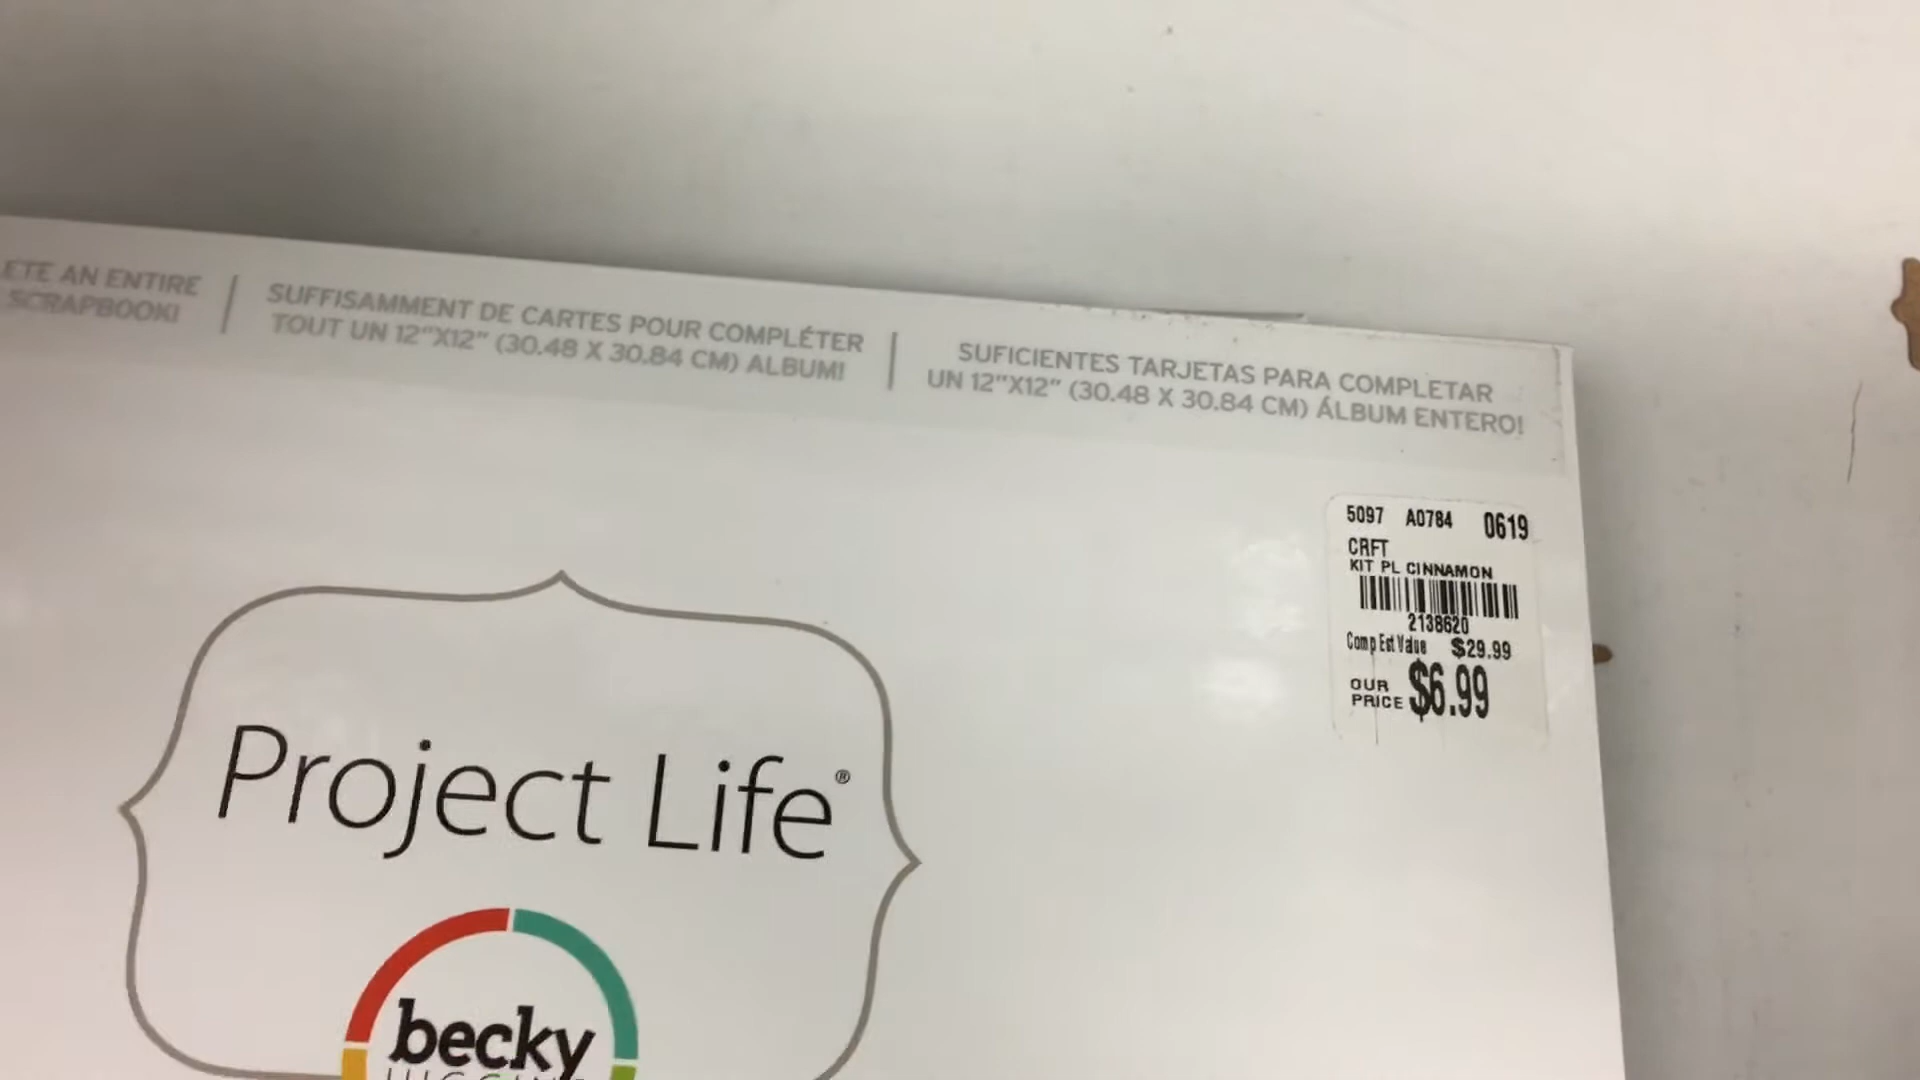 ETE AN ENTIRE
SCRAPBOOK!
SUFFISAMMENT DE CARTES POUR COMPLÉTER
TOUT UN 12"X12" (30.48 X 30.84 CM) ALBUM!
SUFICIENTES TARJETAS PARA COMPLETAR
UN 12"X12" (30.48 X 30.84 CM) ÁLBUM ENTERO!
5097 A0784 0619
CRFT
KIT PL CINNAMON
2138620
Comp Est Value $29.99
OUR PRICE $6.99
Project Life®
becky